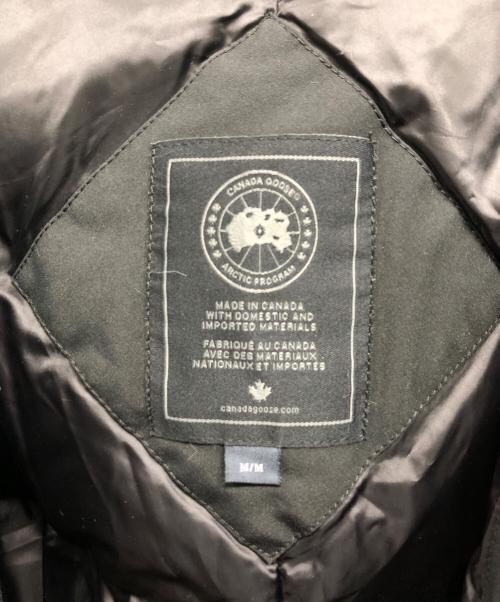 CANADA GOOSE
ARCTIC PROGRAM
MADE IN CANADA
WITH DOMESTIC AND
IMPORTED MATERIALS
FABRIQUÉ AU CANADA
AVEC DES MATERIAUX
NATIONAUX ET IMPORTÉS
canadagoose.com
M/M